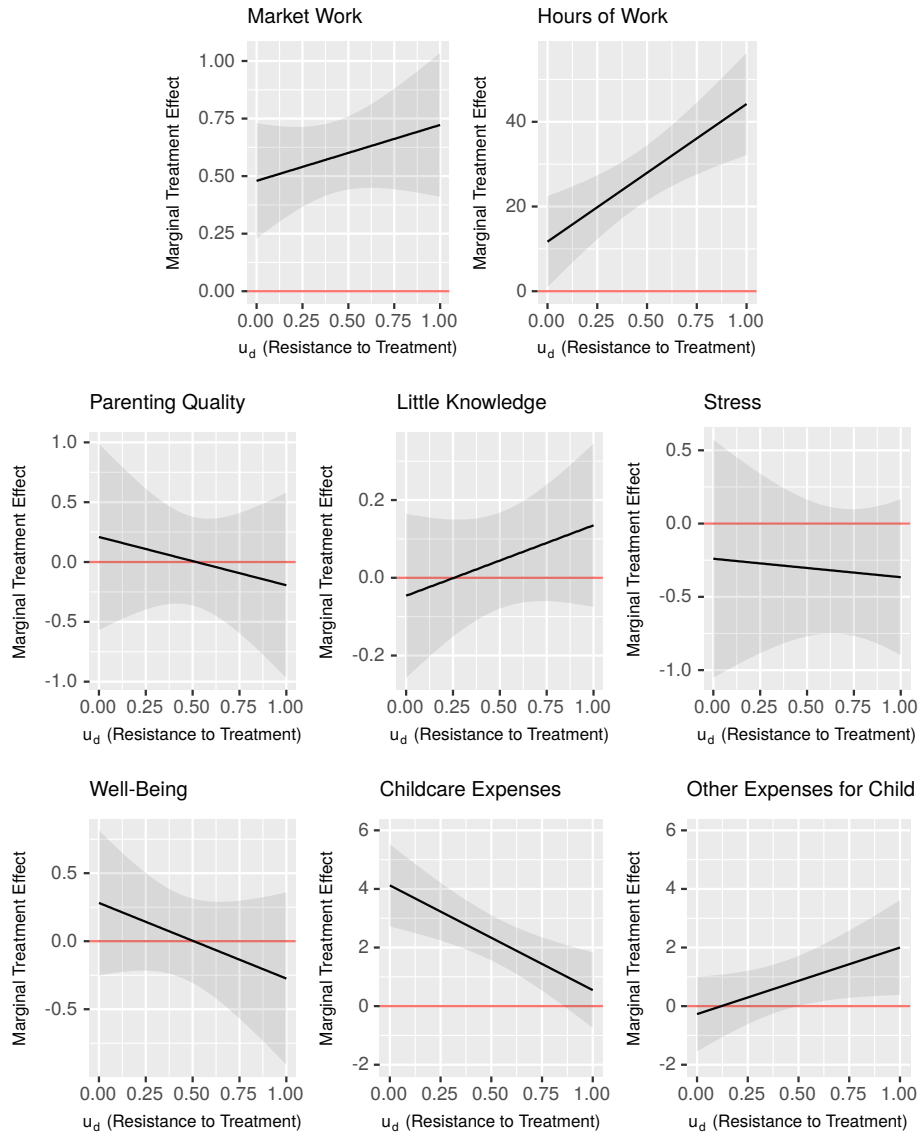 Market Work
Hours of Work
Marginal Treatment Effect
1.00
0.75
0.50
0.25
0.00
0.00 0.25 0.50 0.75 1.00
u_d (Resistance to Treatment)
Marginal Treatment Effect
40
20
0
0.00 0.25 0.50 0.75 1.00
u_d (Resistance to Treatment)
Parenting Quality
Little Knowledge
Stress
Marginal Treatment Effect
1.0
0.5
0.0
-0.5
-1.0
0.00 0.25 0.50 0.75 1.00
u_d (Resistance to Treatment)
Marginal Treatment Effect
0.2
0.0
-0.2
0.00 0.25 0.50 0.75 1.00
u_d (Resistance to Treatment)
Marginal Treatment Effect
0.5
0.0
-0.5
-1.0
0.00 0.25 0.50 0.75 1.00
u_d (Resistance to Treatment)
Well-Being
Childcare Expenses
Other Expenses for Child
Marginal Treatment Effect
0.5
0.0
-0.5
0.00 0.25 0.50 0.75 1.00
u_d (Resistance to Treatment)
Marginal Treatment Effect
6
4
2
0
-2
0.00 0.25 0.50 0.75 1.00
u_d (Resistance to Treatment)
Marginal Treatment Effect
6
4
2
0
-2
0.00 0.25 0.50 0.75 1.00
u_d (Resistance to Treatment)